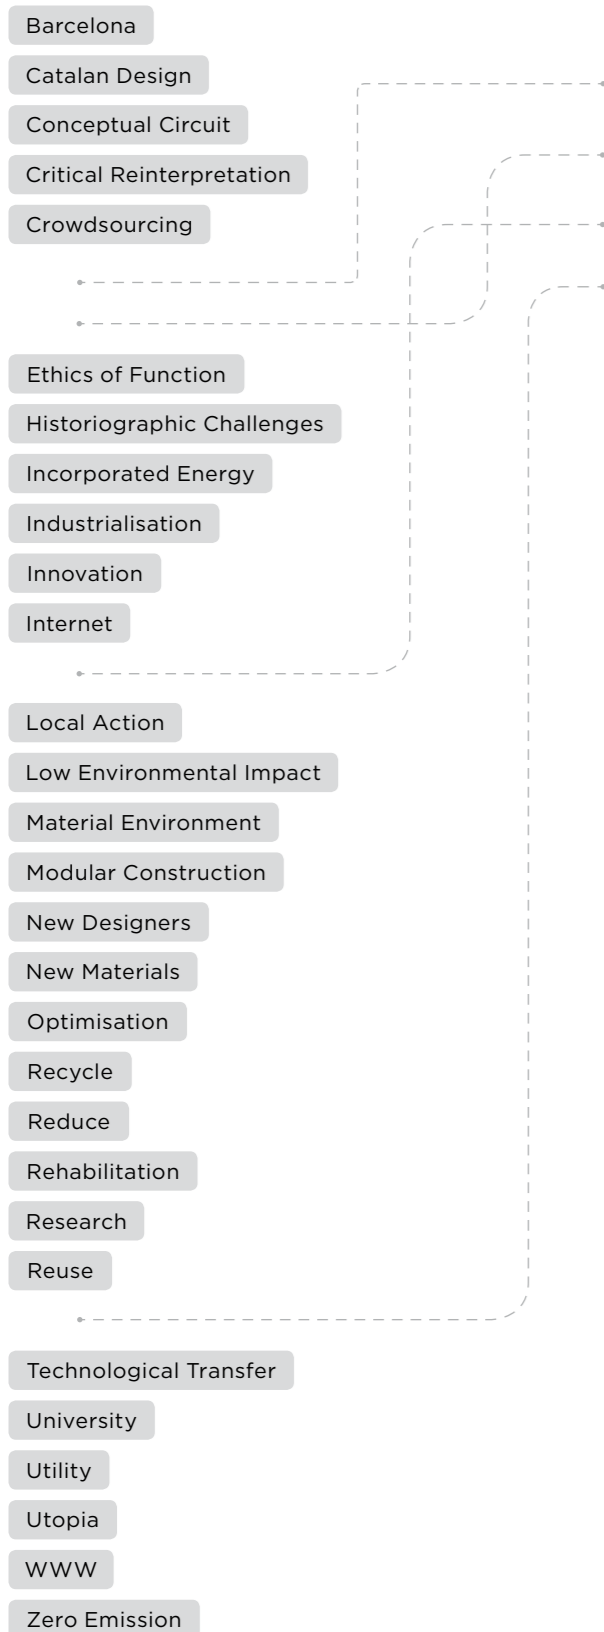 Barcelona
Catalan Design
Conceptual Circuit
Critical Reinterpretation
Crowdsourcing
Ethics of Function
Historiographic Challenges
Incorporated Energy
Industrialisation
Innovation
Internet
Local Action
Low Environmental Impact
Material Environment
Modular Construction
New Designers
New Materials
Optimisation
Recycle
Reduce
Rehabilitation
Research
Reuse
Technological Transfer
University
Utility
Utopia
WWW
Zero Emission